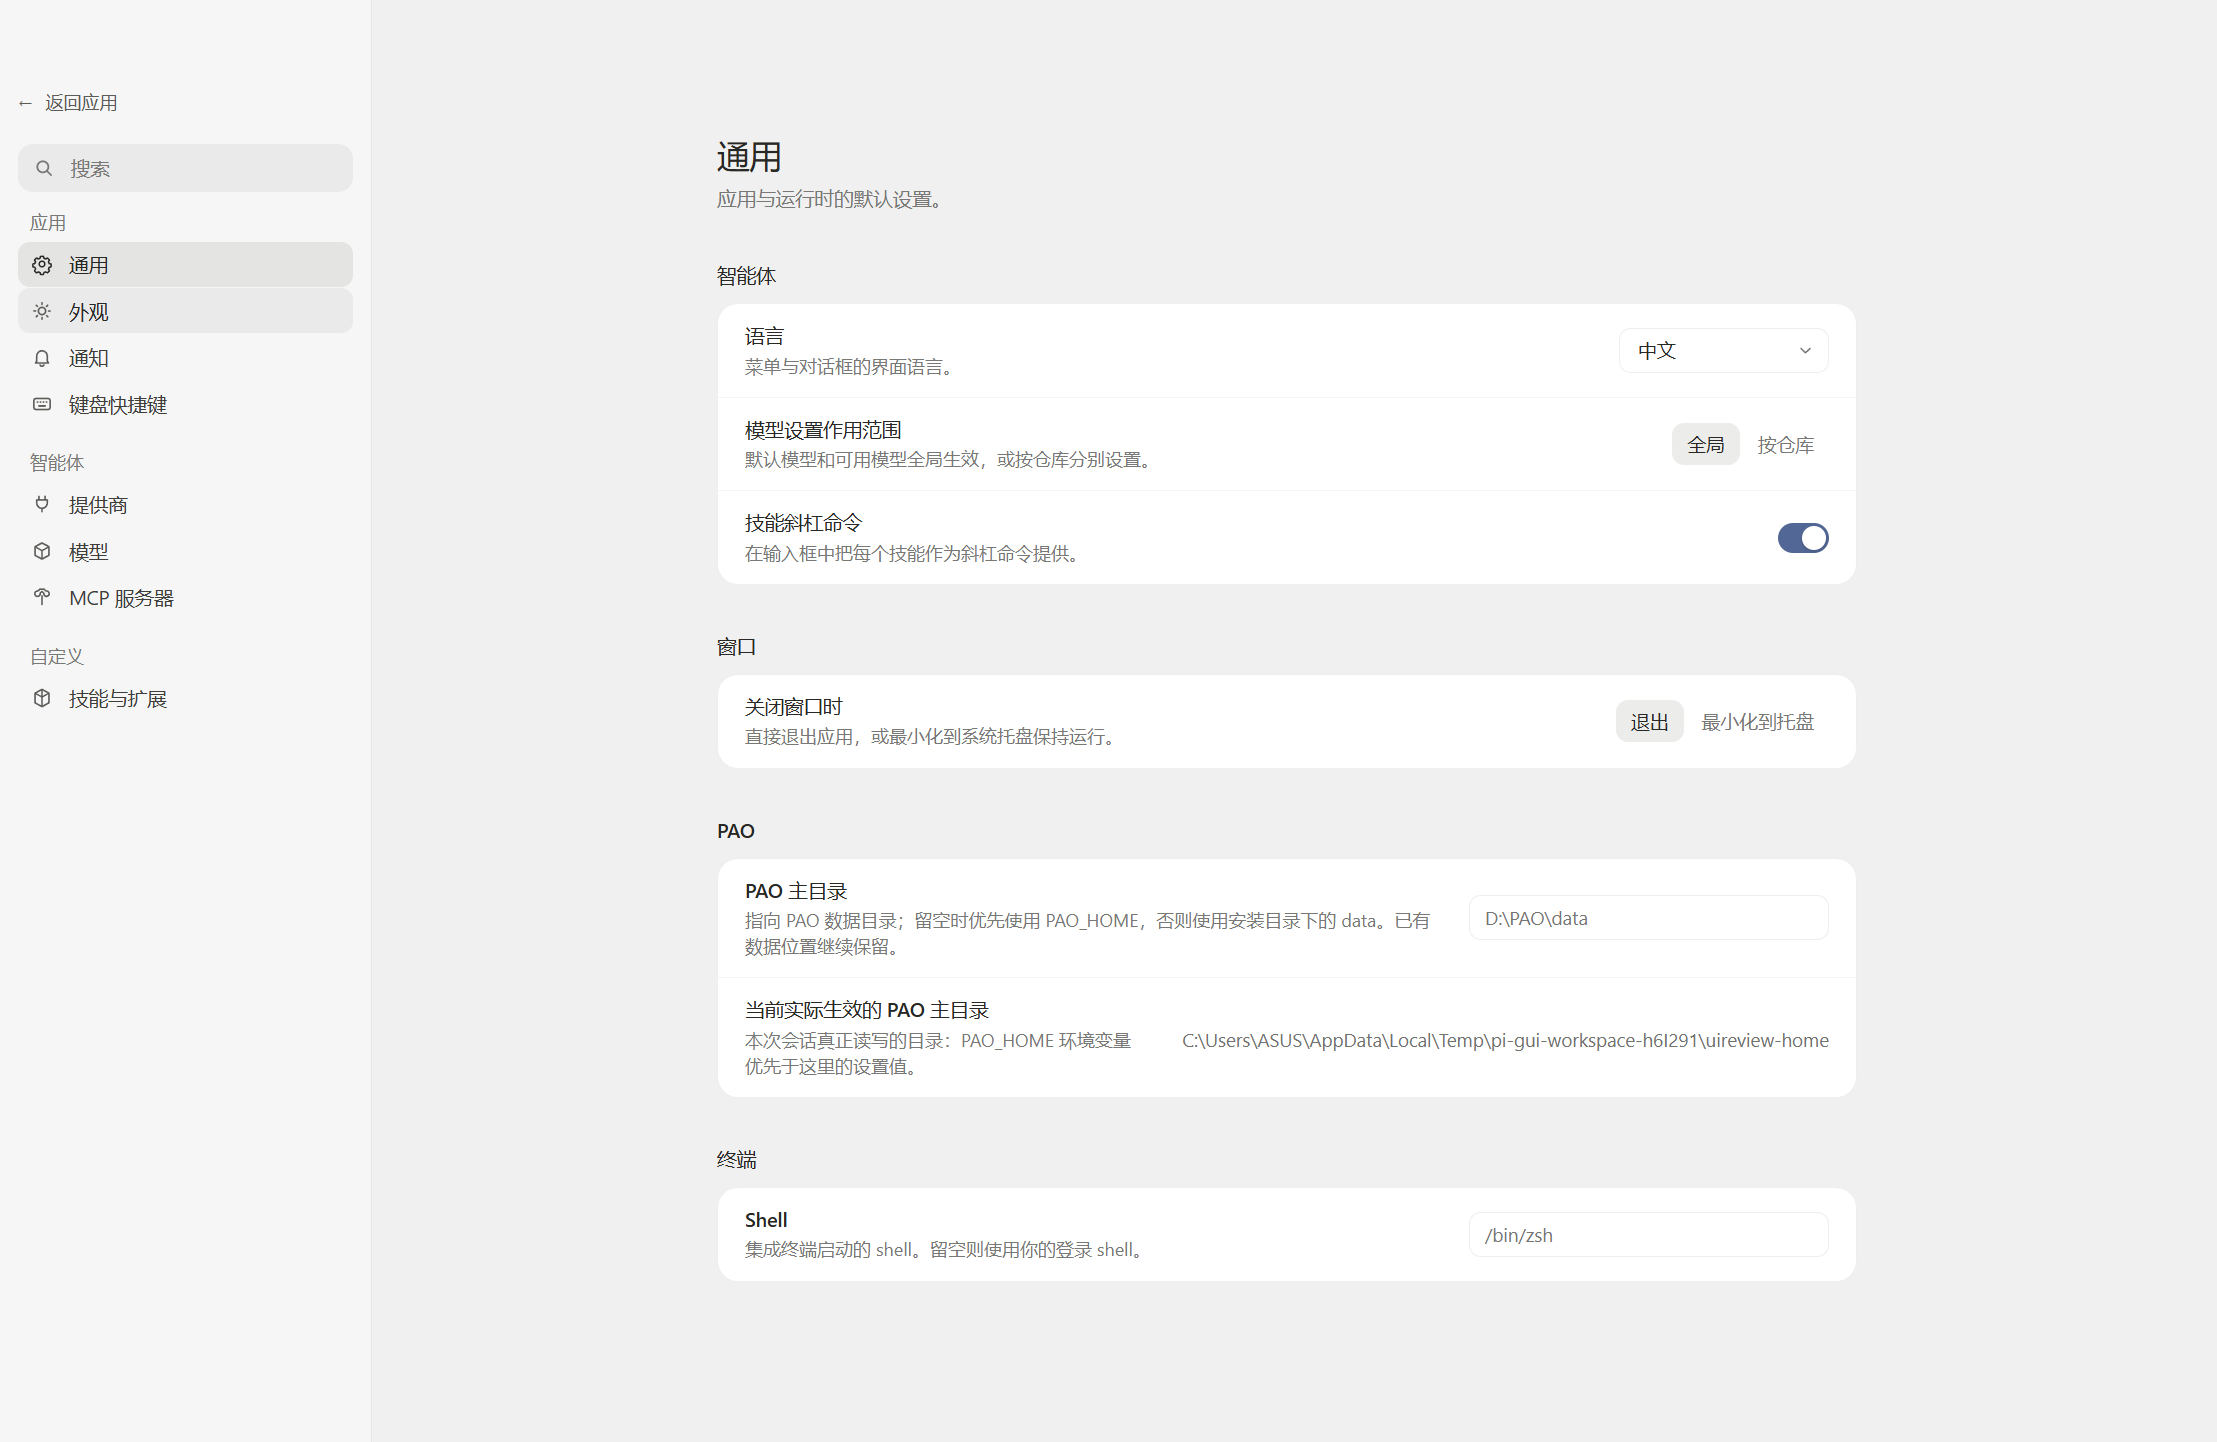 ← 返回应用
搜索
应用
通用
外观
通知
键盘快捷键
智能体
提供商
模型
MCP 服务器
自定义
技能与扩展
通用
应用与运行时的默认设置。
智能体
语言
菜单与对话框的界面语言。
中文
模型设置作用范围
默认模型和可用模型全局生效，或按仓库分别设置。
全局 按仓库
技能斜杠命令
在输入框中把每个技能作为斜杠命令提供。
窗口
关闭窗口时
直接退出应用，或最小化到系统托盘保持运行。
退出 最小化到托盘
PAO
PAO 主目录
指向 PAO 数据目录；留空时优先使用 PAO_HOME，否则使用安装目录下的 data。已有
数据位置继续保留。
D:\PAO\data
当前实际生效的 PAO 主目录
本次会话真正读写的目录：PAO_HOME 环境变量
优先于这里的设置值。
C:\Users\ASUS\AppData\Local\Temp\pi-gui-workspace-h6I291\uireview-home
终端
Shell
集成终端启动的 shell。留空则使用你的登录 shell。
/bin/zsh